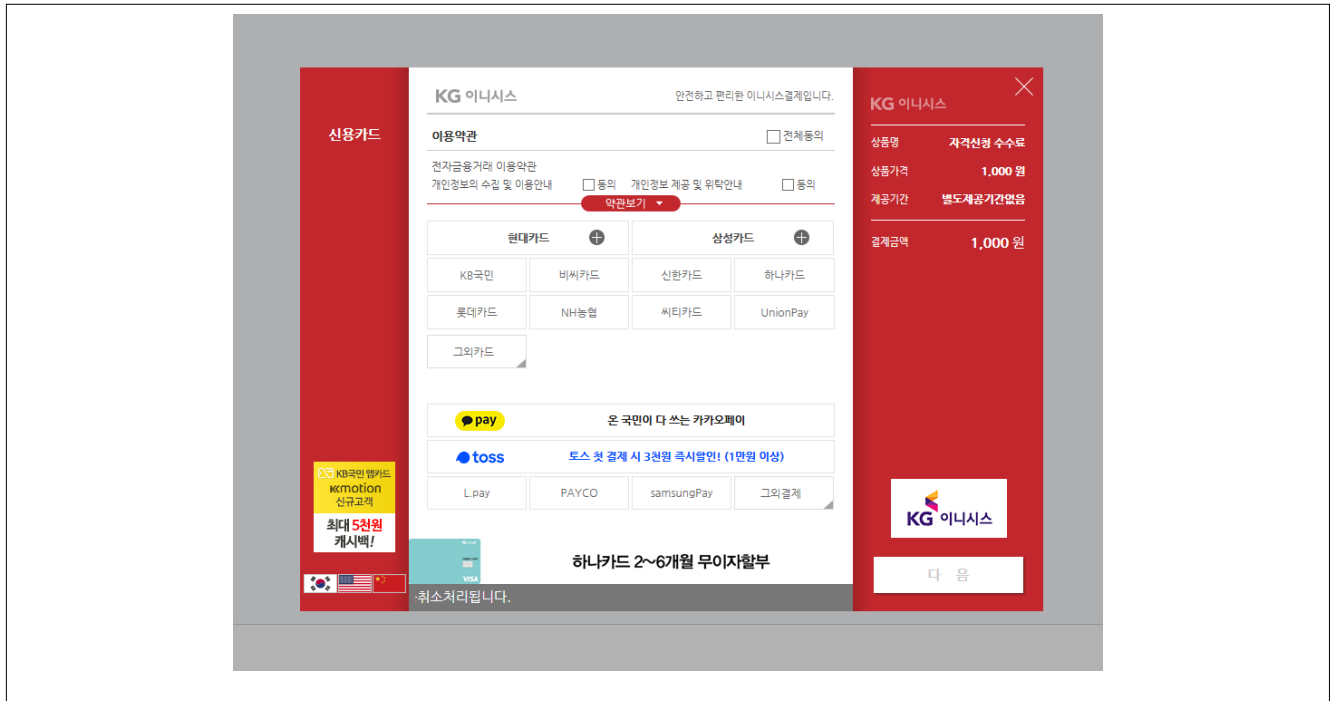 신용카드
KB국민 앱카드
K-motion
신규고객
최대 5천원
캐시백!
KG 이니시스
안전하고 편리한 이니시스결제입니다.
이용약관
전체동의
전자금융거래 이용약관
개인정보의 수집 및 이용안내 동의 개인정보 제공 및 위탁안내 동의
약관보기
현대카드 삼성카드
KB국민 비씨카드 신한카드 하나카드
롯데카드 NH농협 씨티카드 UnionPay
그외카드
pay 온 국민이 다 쓰는 카카오페이
toss 토스 첫 결제 시 3천원 즉시할인! (1만원 이상)
L.pay PAYCO samsungPay 그외결제
VISA
하나카드 2~6개월 무이자할부
취소처리됩니다.
KG 이니시스
상품명 자격신청 수수료
상품가격 1,000 원
제공기간 별도제공기간없음
결제금액 1,000 원
KG 이니시스
다 음